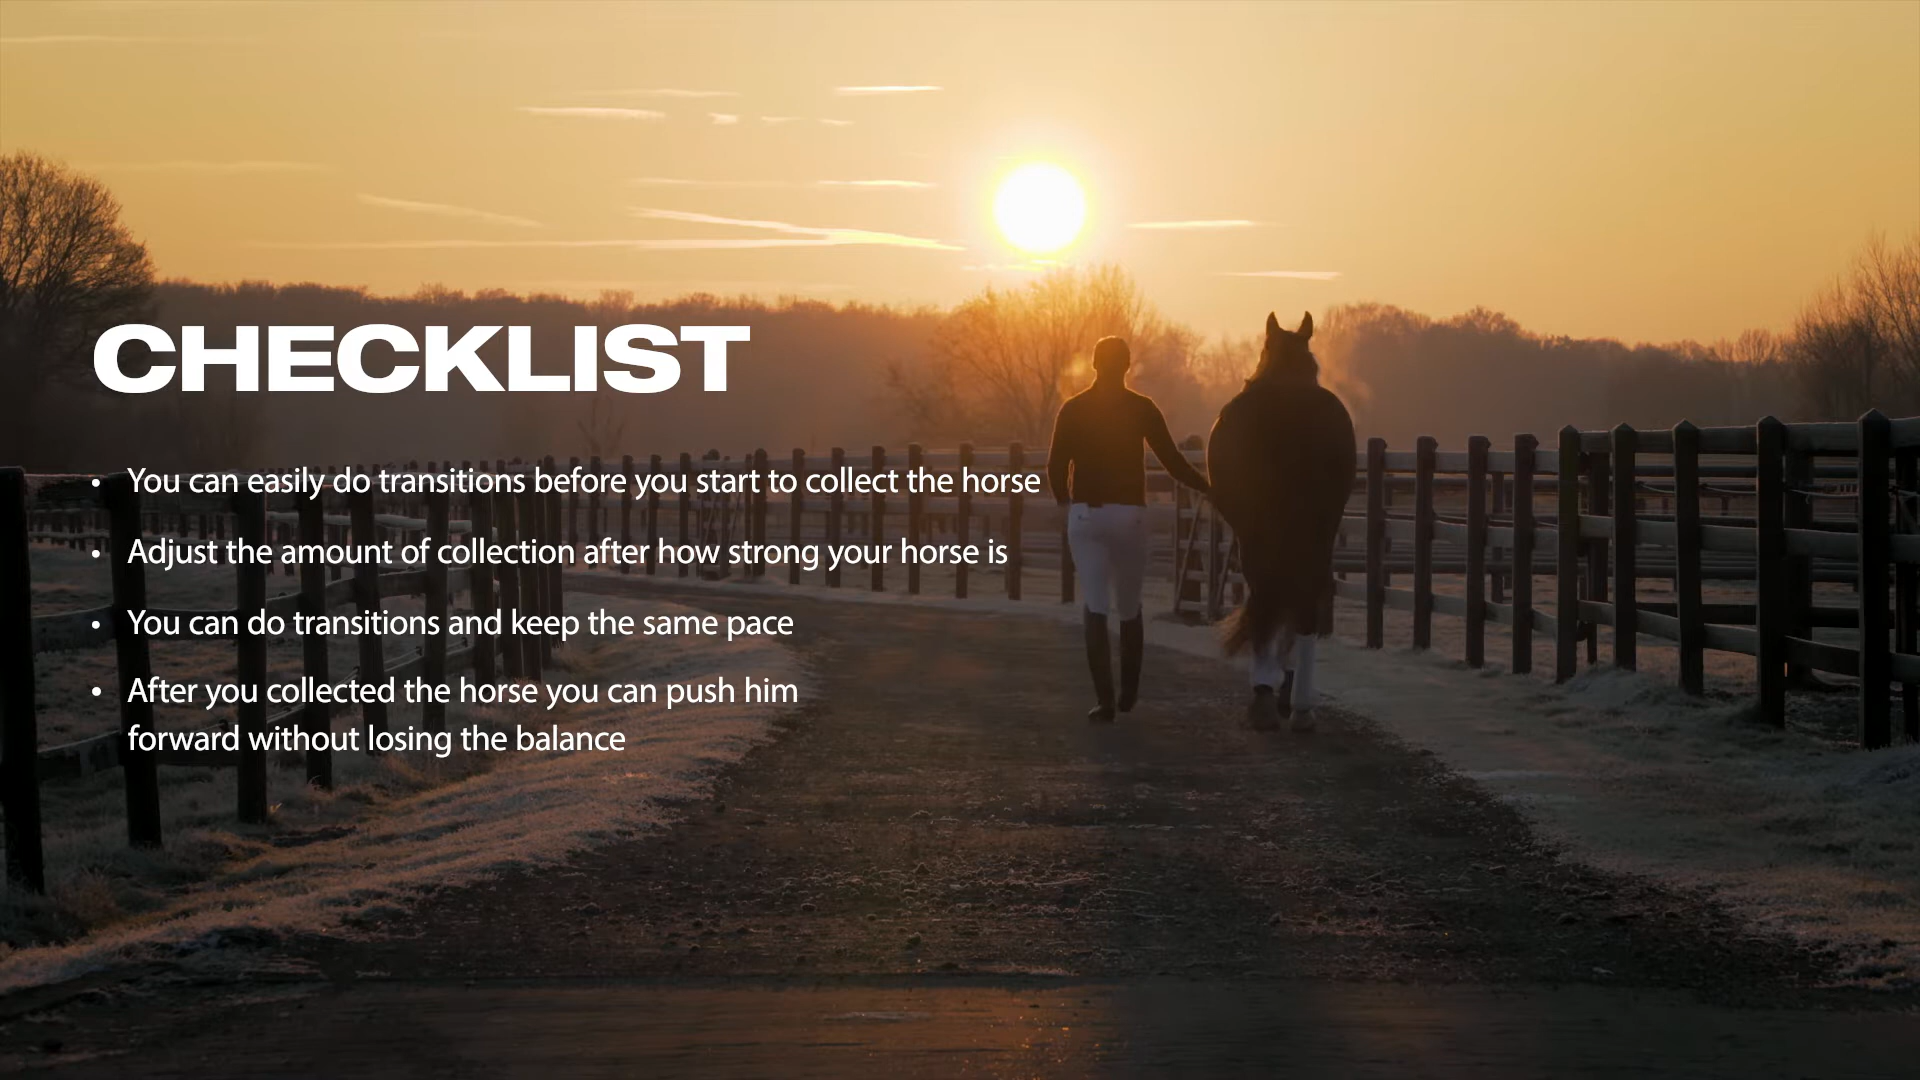 CHECKLIST
• You can easily do transitions before you start to collect the horse
• Adjust the amount of collection after how strong your horse is
• You can do transitions and keep the same pace
• After you collected the horse you can push him
forward without losing the balance